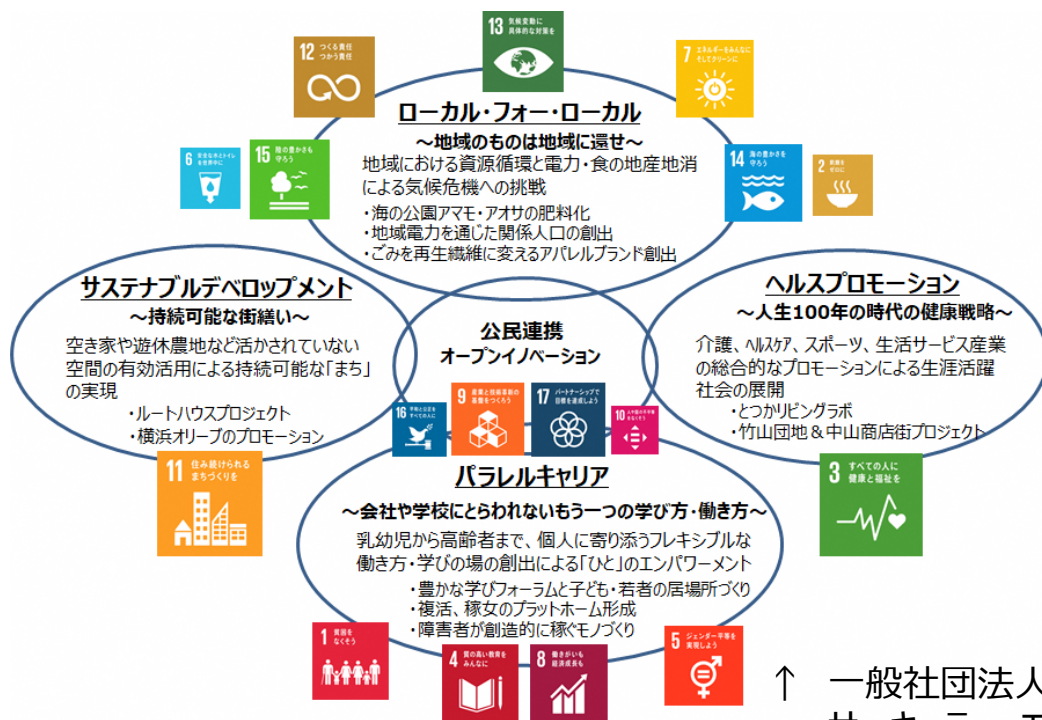 13 気候変動に
具体的な対策を
12 つくる責任
つかう責任
7 エネルギーをみんなに
そしてクリーンに
ローカル・フォー・ローカル
～地域のものは地域に還せ～
6 安全な水とトイレ
を世界中に
15 陸の豊かさも
守ろう
14 海の豊かさを
守ろう
2 飢餓を
ゼロに
地域における資源循環と電力・食の地産地消
による気候危機への挑戦
・海の公園アマモ・アオサの肥料化
・地域電力を通じた関係人口の創出
・ごみを再生繊維に変えるアパレルブランド創出
サステナブルデベロップメント
～持続可能な街繕い～
空き家や遊休農地など活かされていない
空間の有効活用による持続可能な「まち」
の実現
・ルートハウスプロジェクト
・横浜オリーブのプロモーション
11 住み続けられる
まちづくりを
公民連携
オープンイノベーション
16 平和と公正を
すべての人に
9 産業と技術革新の
基盤をつくろう
17 パートナーシップで
目標を達成しよう
10 人や国の不平等
をなくそう
ヘルスプロモーション
～人生100年の時代の健康戦略～
介護、ヘルスケア、スポーツ、生活サービス産業
の総合的なプロモーションによる生涯活躍
社会の展開
・とつかリビングラボ
・竹山団地＆中山商店街プロジェクト
3 すべての人に
健康と福祉を
パラレルキャリア
～会社や学校にとらわれないもう一つの学び方・働き方～
乳幼児から高齢者まで、個人に寄り添うフレキシブルな
働き方・学びの場の創出による「ひと」のエンパワーメント
・豊かな学びフォーラムと子ども・若者の居場所づくり
・復活、稼女のプラットホーム形成
・障害者が創造的に稼ぐモノづくり
1 貧困を
なくそう
4 質の高い教育を
みんなに
8 働きがいも
経済成長も
5 ジェンダー平等を
実現しよう
↑ 一般社団法人